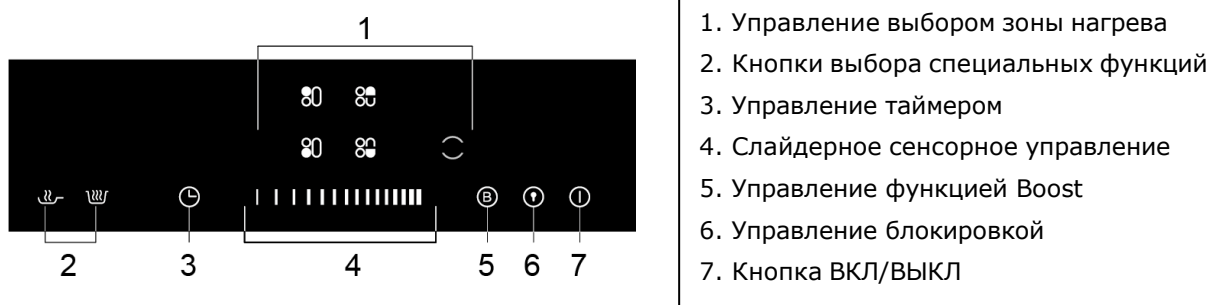 1
2
3
4
B
5
6
7
1. Управление выбором зоны нагрева
2. Кнопки выбора специальных функций
3. Управление таймером
4. Слайдерное сенсорное управление
5. Управление функцией Boost
6. Управление блокировкой
7. Кнопка ВКЛ/ВЫКЛ